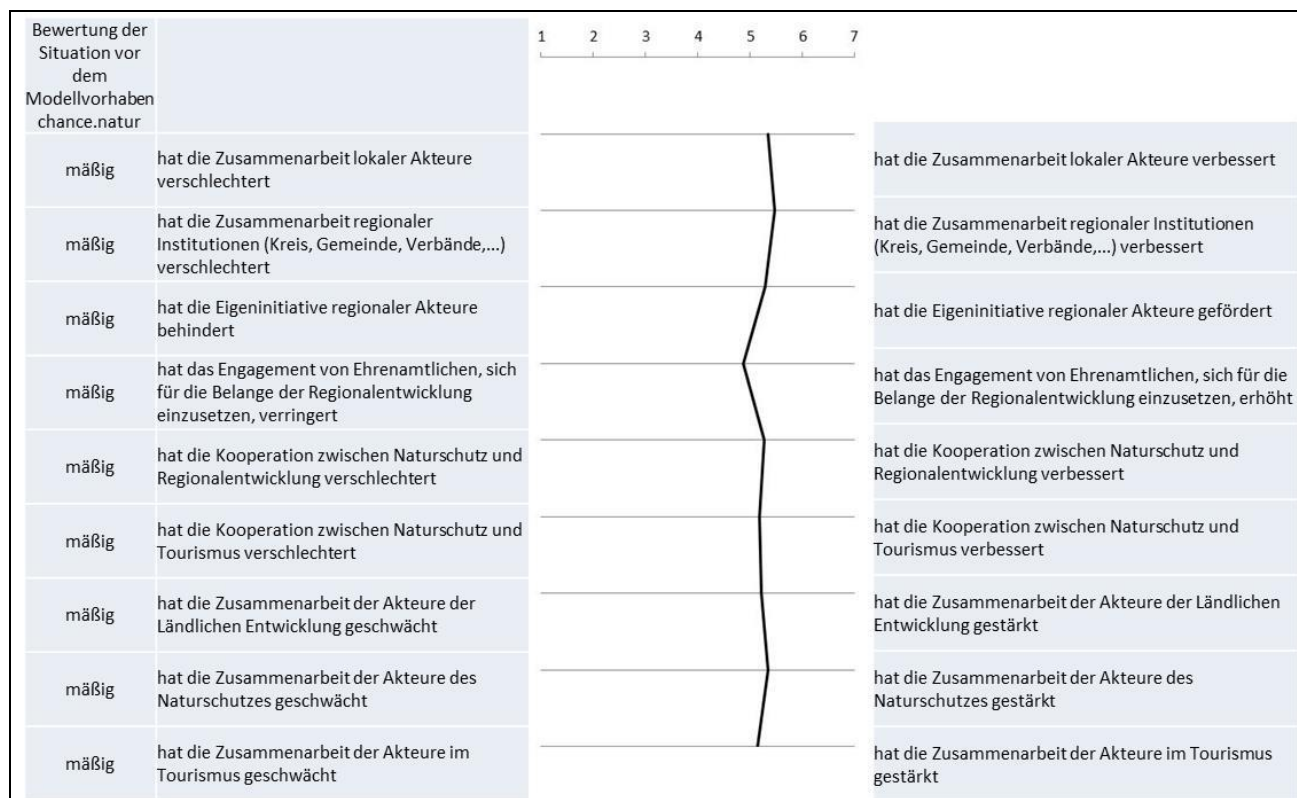 Bewertung der
Situation vor
dem
Modellvorhaben
chance.natur
1 2 3 4 5 6 7
mäßig
hat die Zusammenarbeit lokaler Akteure
verschlechtert
hat die Zusammenarbeit lokaler Akteure verbessert
mäßig
hat die Zusammenarbeit regionaler
Institutionen (Kreis, Gemeinde, Verbände,...)
verschlechtert
hat die Zusammenarbeit regionaler Institutionen
(Kreis, Gemeinde, Verbände,...) verbessert
mäßig
hat die Eigeninitiative regionaler Akteure
behindert
hat die Eigeninitiative regionaler Akteure gefördert
mäßig
hat das Engagement von Ehrenamtlichen, sich
für die Belange der Regionalentwicklung
einzusetzen, verringert
hat das Engagement von Ehrenamtlichen, sich für die
Belange der Regionalentwicklung einzusetzen, erhöht
mäßig
hat die Kooperation zwischen Naturschutz und
Regionalentwicklung verschlechtert
hat die Kooperation zwischen Naturschutz und
Regionalentwicklung verbessert
mäßig
hat die Kooperation zwischen Naturschutz und
Tourismus verschlechtert
hat die Kooperation zwischen Naturschutz und
Tourismus verbessert
mäßig
hat die Zusammenarbeit der Akteure der
Ländlichen Entwicklung geschwächt
hat die Zusammenarbeit der Akteure der Ländlichen
Entwicklung gestärkt
mäßig
hat die Zusammenarbeit der Akteure des
Naturschutzes geschwächt
hat die Zusammenarbeit der Akteure des
Naturschutzes gestärkt
mäßig
hat die Zusammenarbeit der Akteure im
Tourismus geschwächt
hat die Zusammenarbeit der Akteure im Tourismus
gestärkt